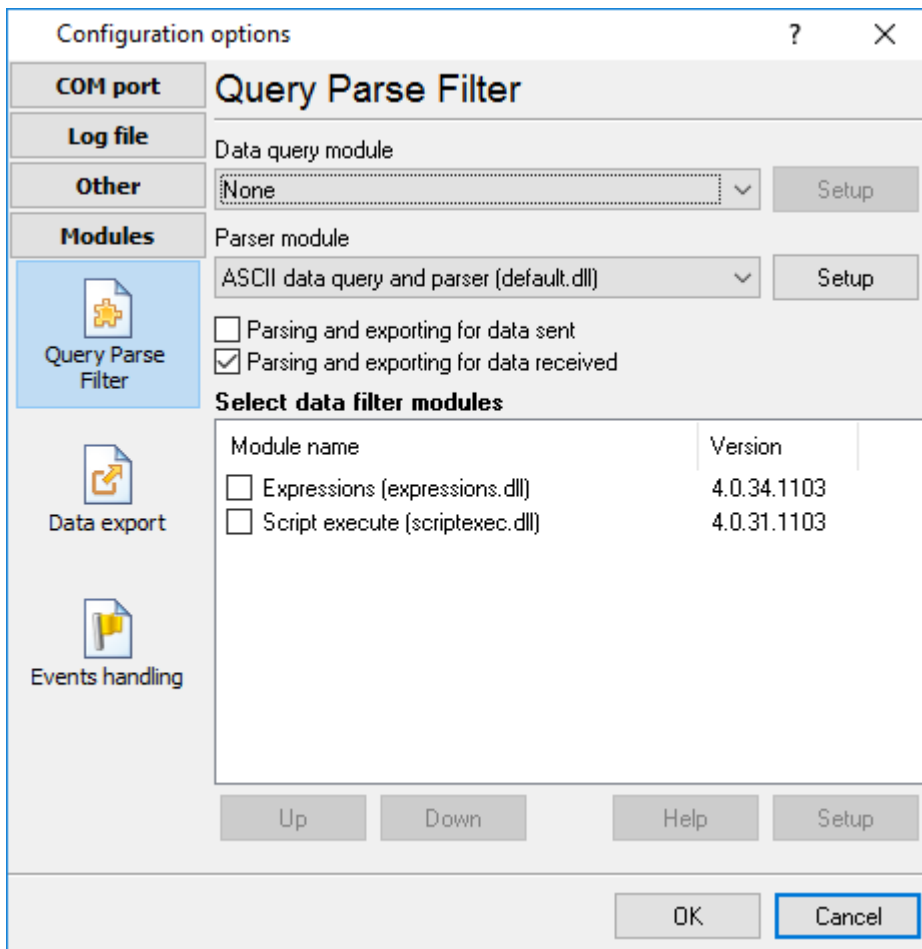 Configuration options
?
COM port
Log file
Other
Modules
Query Parse
Filter
Data export
Events handling
Query Parse Filter
Data query module
None
Setup
Parser module
ASCII data query and parser (default.dll)
Setup
Parsing and exporting for data sent
Parsing and exporting for data received
Select data filter modules
Module name Version
Expressions (expressions.dll) 4.0.34.1103
Script execute (scriptexec.dll) 4.0.31.1103
Up Down Help Setup
OK Cancel